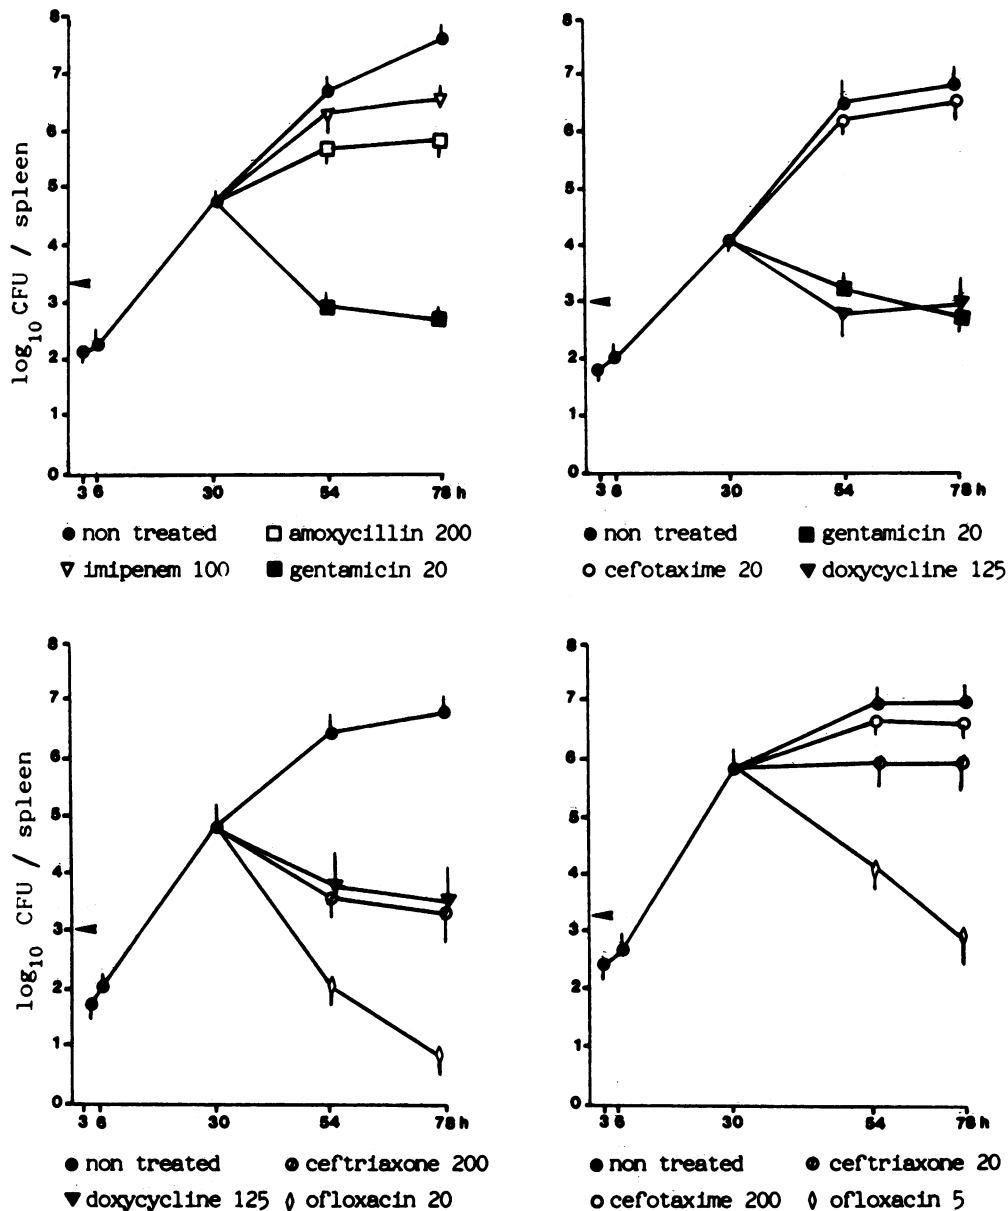 8
7
6
5
4
3
2
1
0
log10 CFU / spleen
3 6 30 54 78 h
● non treated □ amoxycillin 200
▽ imipenem 100 ■ gentamicin 20
8
7
6
5
4
3
2
1
0
3 6 30 54 78 h
● non treated ■ gentamicin 20
○ cefotaxime 20 ▼ doxycycline 125
8
7
6
5
4
3
2
1
0
log10 CFU / spleen
3 6 30 54 78 h
● non treated ceftriaxone 200
▼ doxycycline 125 ◊ ofloxacin 20
8
7
6
5
4
3
2
1
0
3 6 30 54 78 h
● non treated ceftriaxone 20
○ cefotaxime 200 ◊ ofloxacin 5